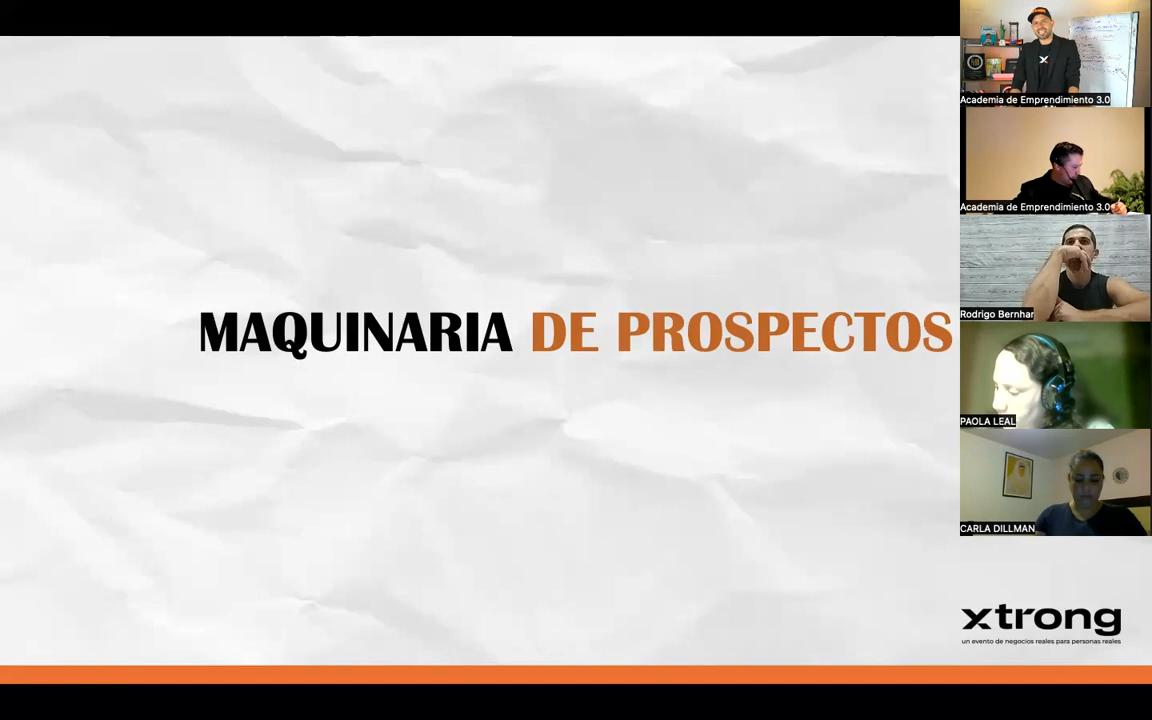 MAQUINARIA DE PROSPECTOS
Academia de Emprendimiento 3.0
Academia de Emprendimiento 3.0
Rodrigo Bernhar
PAOLA LEAL
CARLA DILLMAN
xtrong
un evento de negocios reales para personas reales